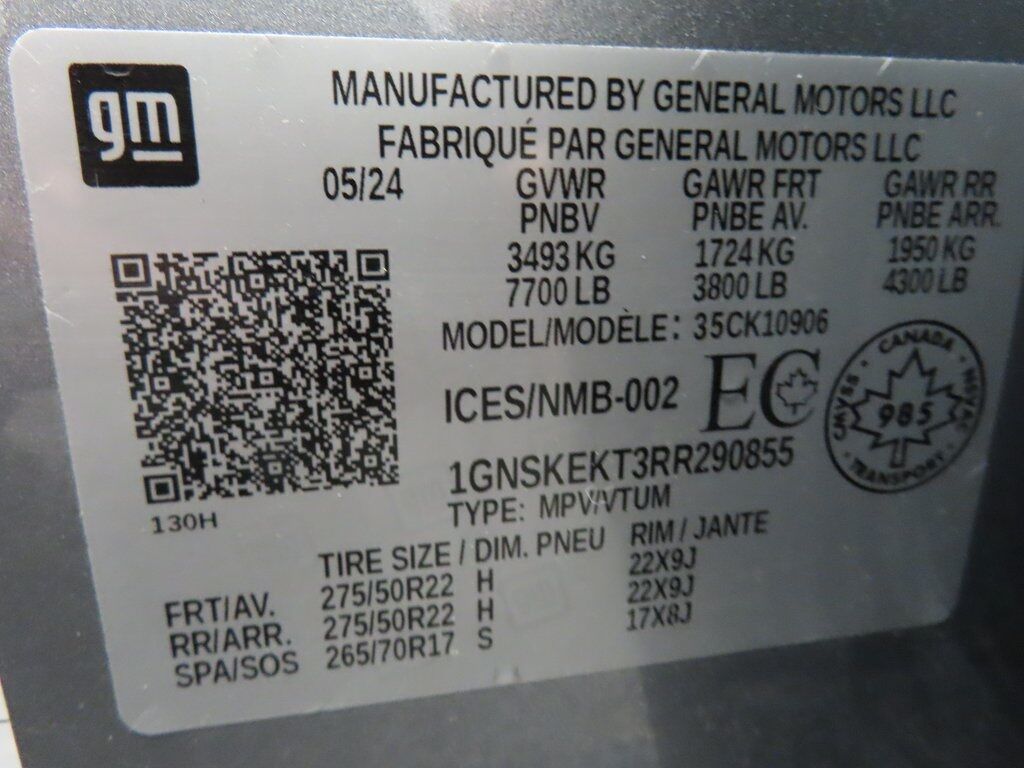 gm
MANUFACTURED BY GENERAL MOTORS LLC
FABRIQUÉ PAR GENERAL MOTORS LLC
05/24 GVWR GAWR FRT GAWR RR
PNBV PNBE AV. PNBE ARR.
3493 KG 1724 KG 1950 KG
7700 LB 3800 LB 4300 LB
MODEL/MODÈLE: 35CK10906
ICES/NMB-002 EC
CANADA
CMVSS 985 NSVAC
TRANSPORT
1GNSKEKT3RR290855
TYPE: MPV/VTUM
130H
TIRE SIZE / DIM. PNEU RIM / JANTE
FRT/AV. 275/50R22 H 22X9J
RR/ARR. 275/50R22 H 22X9J
SPA/SOS 265/70R17 S 17X8J